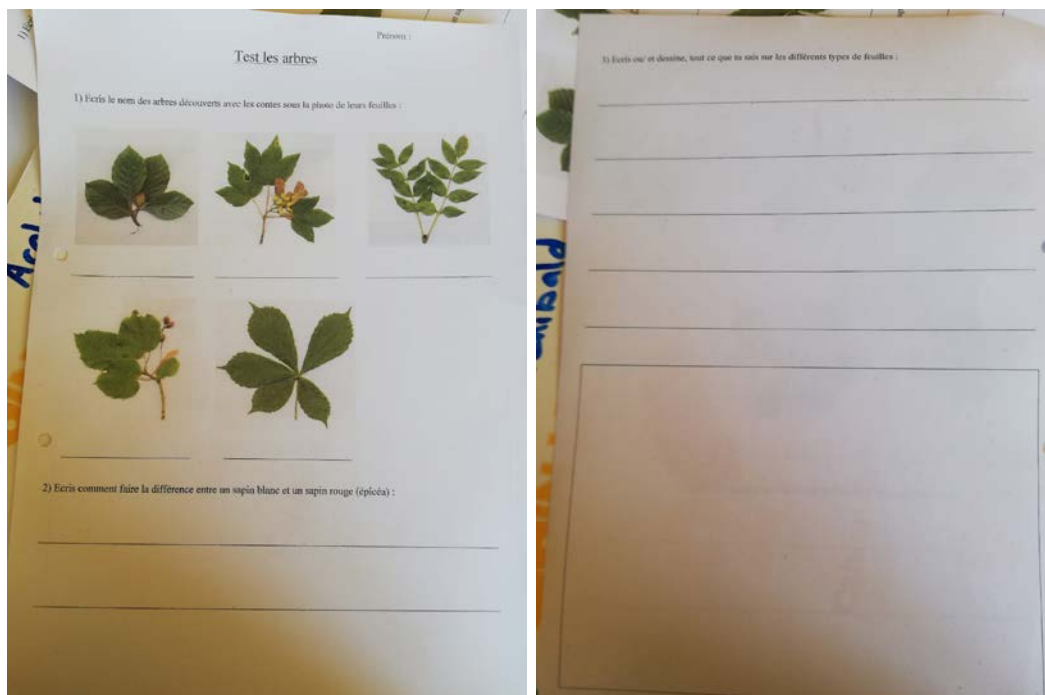 Prénom :
Test les arbres
1) Ecris le nom des arbres découverts avec les contes sous la photo de leurs feuilles :
2) Ecris comment faire la différence entre un sapin blanc et un sapin rouge (épicéa) :
3) Ecris ou/ et dessine, tout ce que tu sais sur les différents types de feuilles :